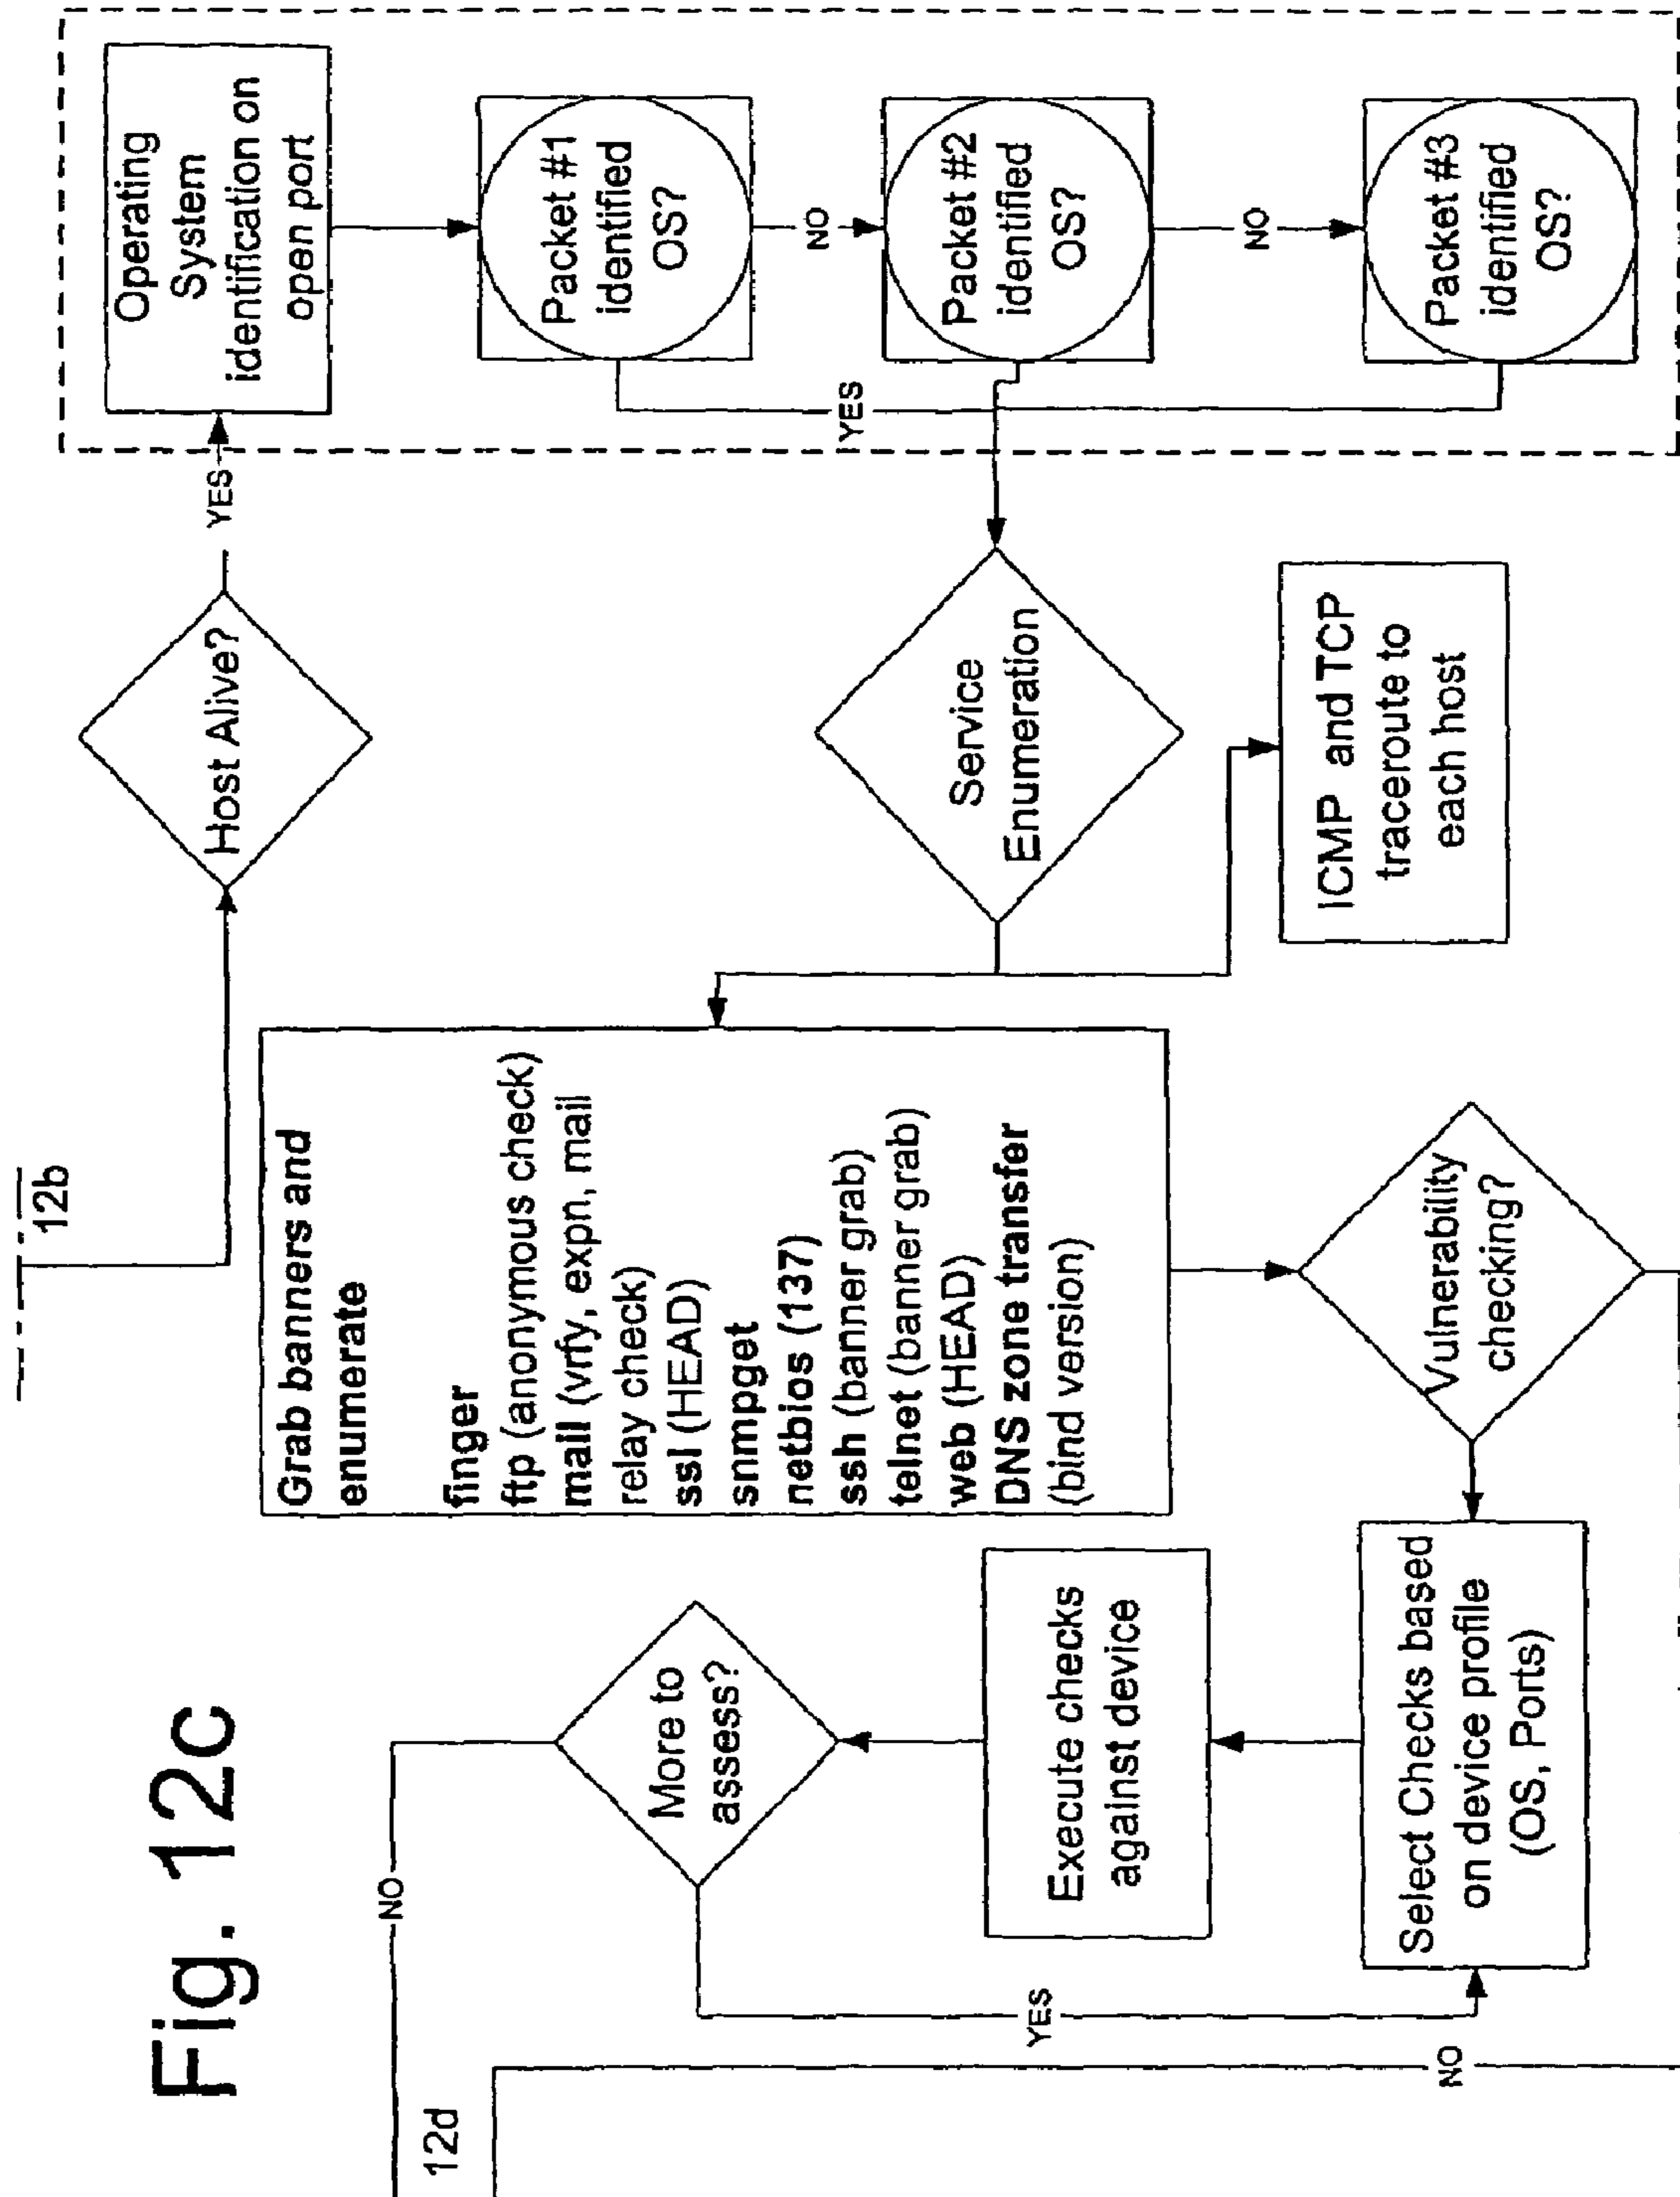 Fig. 12c
12b
Host Alive?
YES
Operating
System
identification on
open port
Packet #1
identified
OS?
NO
Packet #2
identified
OS?
NO
Packet #3
identified
OS?
YES
Service
Enumeration
ICMP and TCP
traceroute to
each host
Grab banners and
enumerate
finger
ftp (anonymous check)
mail (vrfy, expn, mail
relay check)
ssl (HEAD)
snmpget
netbios (137)
ssh (banner grab)
telnet (banner grab)
web (HEAD)
DNS zone transfer
(bind version)
Vulnerability
checking?
Select Checks based
on device profile
(OS, Ports)
Execute checks
against device
More to
assess?
NO
YES
NO
12d